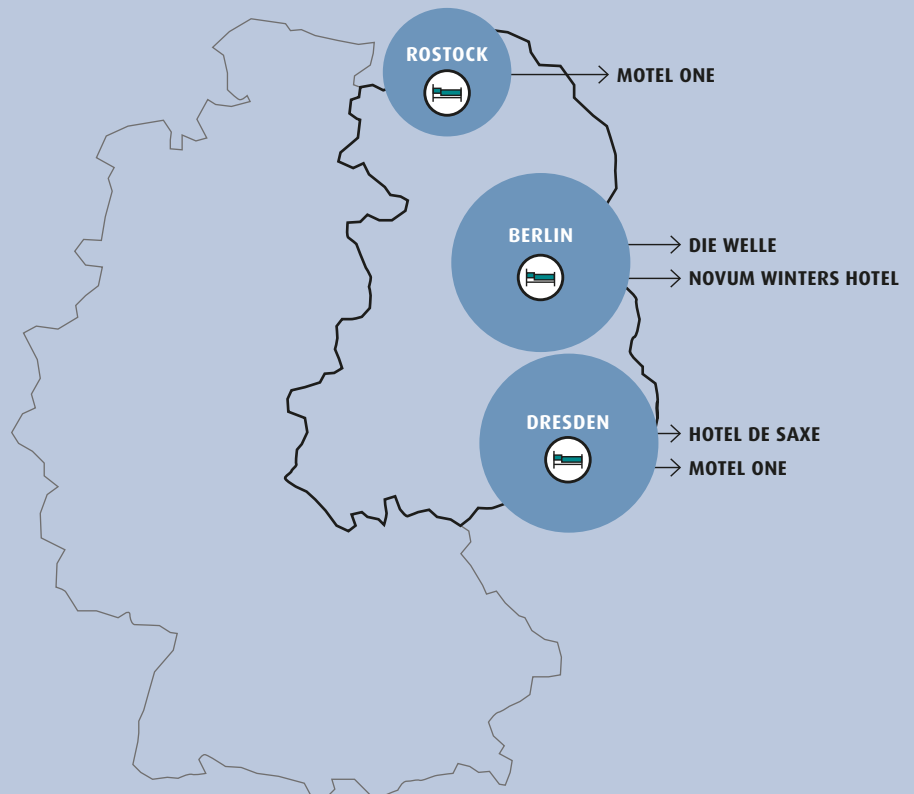 ROSTOCK
MOTEL ONE
BERLIN
DIE WELLE
NOVUM WINTERS HOTEL
DRESDEN
HOTEL DE SAXE
MOTEL ONE